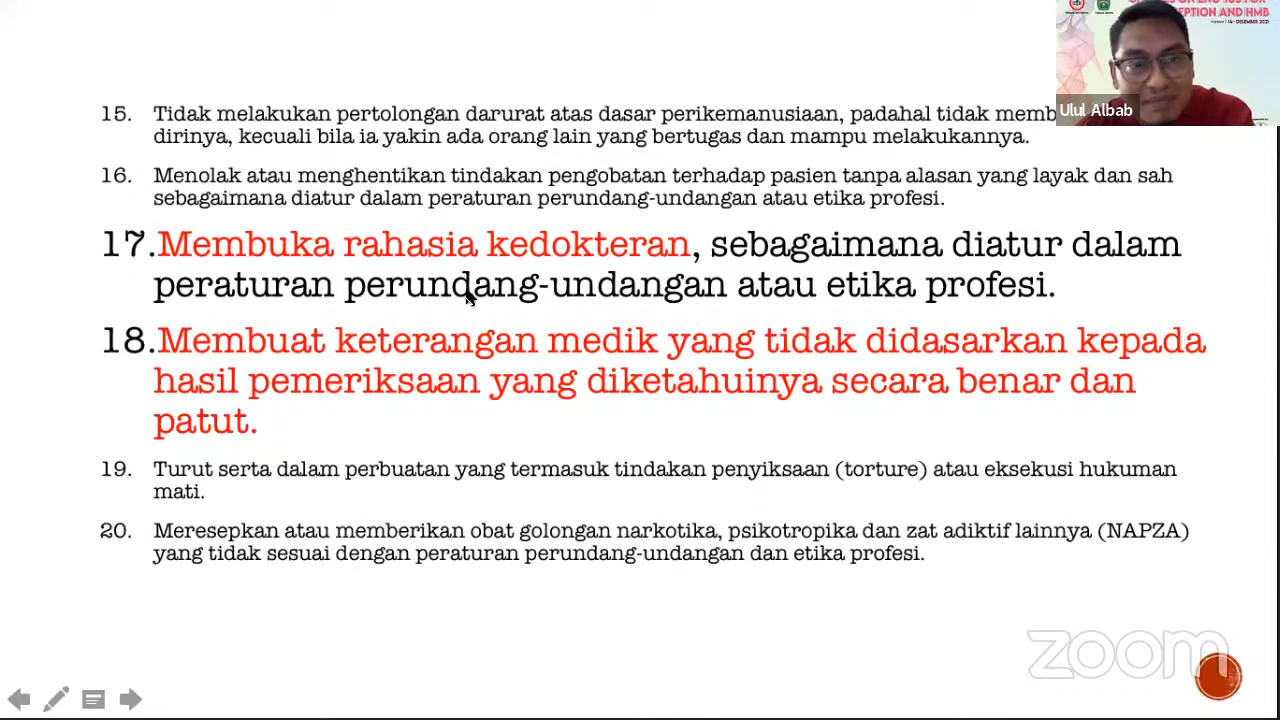 15. Tidak melakukan pertolongan darurat atas dasar perikemanusiaan, padahal tidak memb
dirinya, kecuali bila ia yakin ada orang lain yang bertugas dan mampu melakukannya.
16. Menolak atau menghentikan tindakan pengobatan terhadap pasien tanpa alasan yang layak dan sah
sebagaimana diatur dalam peraturan perundang-undangan atau etika profesi.
17. Membuka rahasia kedokteran, sebagaimana diatur dalam
peraturan perundang-undangan atau etika profesi.
18. Membuat keterangan medik yang tidak didasarkan kepada
hasil pemeriksaan yang diketahuinya secara benar dan
patut.
19. Turut serta dalam perbuatan yang termasuk tindakan penyiksaan (torture) atau eksekusi hukuman
mati.
20. Meresepkan atau memberikan obat golongan narkotika, psikotropika dan zat adiktif lainnya (NAPZA)
yang tidak sesuai dengan peraturan perundang-undangan dan etika profesi.
EPTION AND HMB
14 DESEMBER 2021
Ulul Albab
zoom